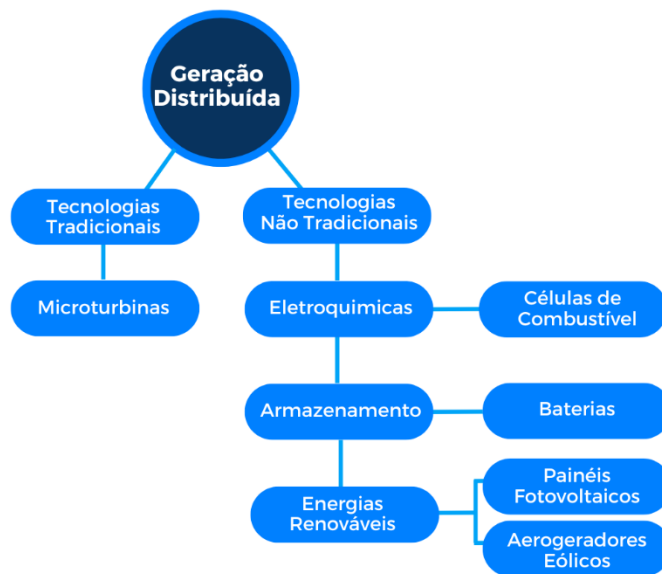 Geração
Distribuída
Tecnologias
Tradicionais
Tecnologias
Não Tradicionais
Microturbinas
Eletroquimicas
Células de
Combustível
Armazenamento
Baterias
Energias
Renováveis
Painéis
Fotovoltaicos
Aerogeradores
Eólicos